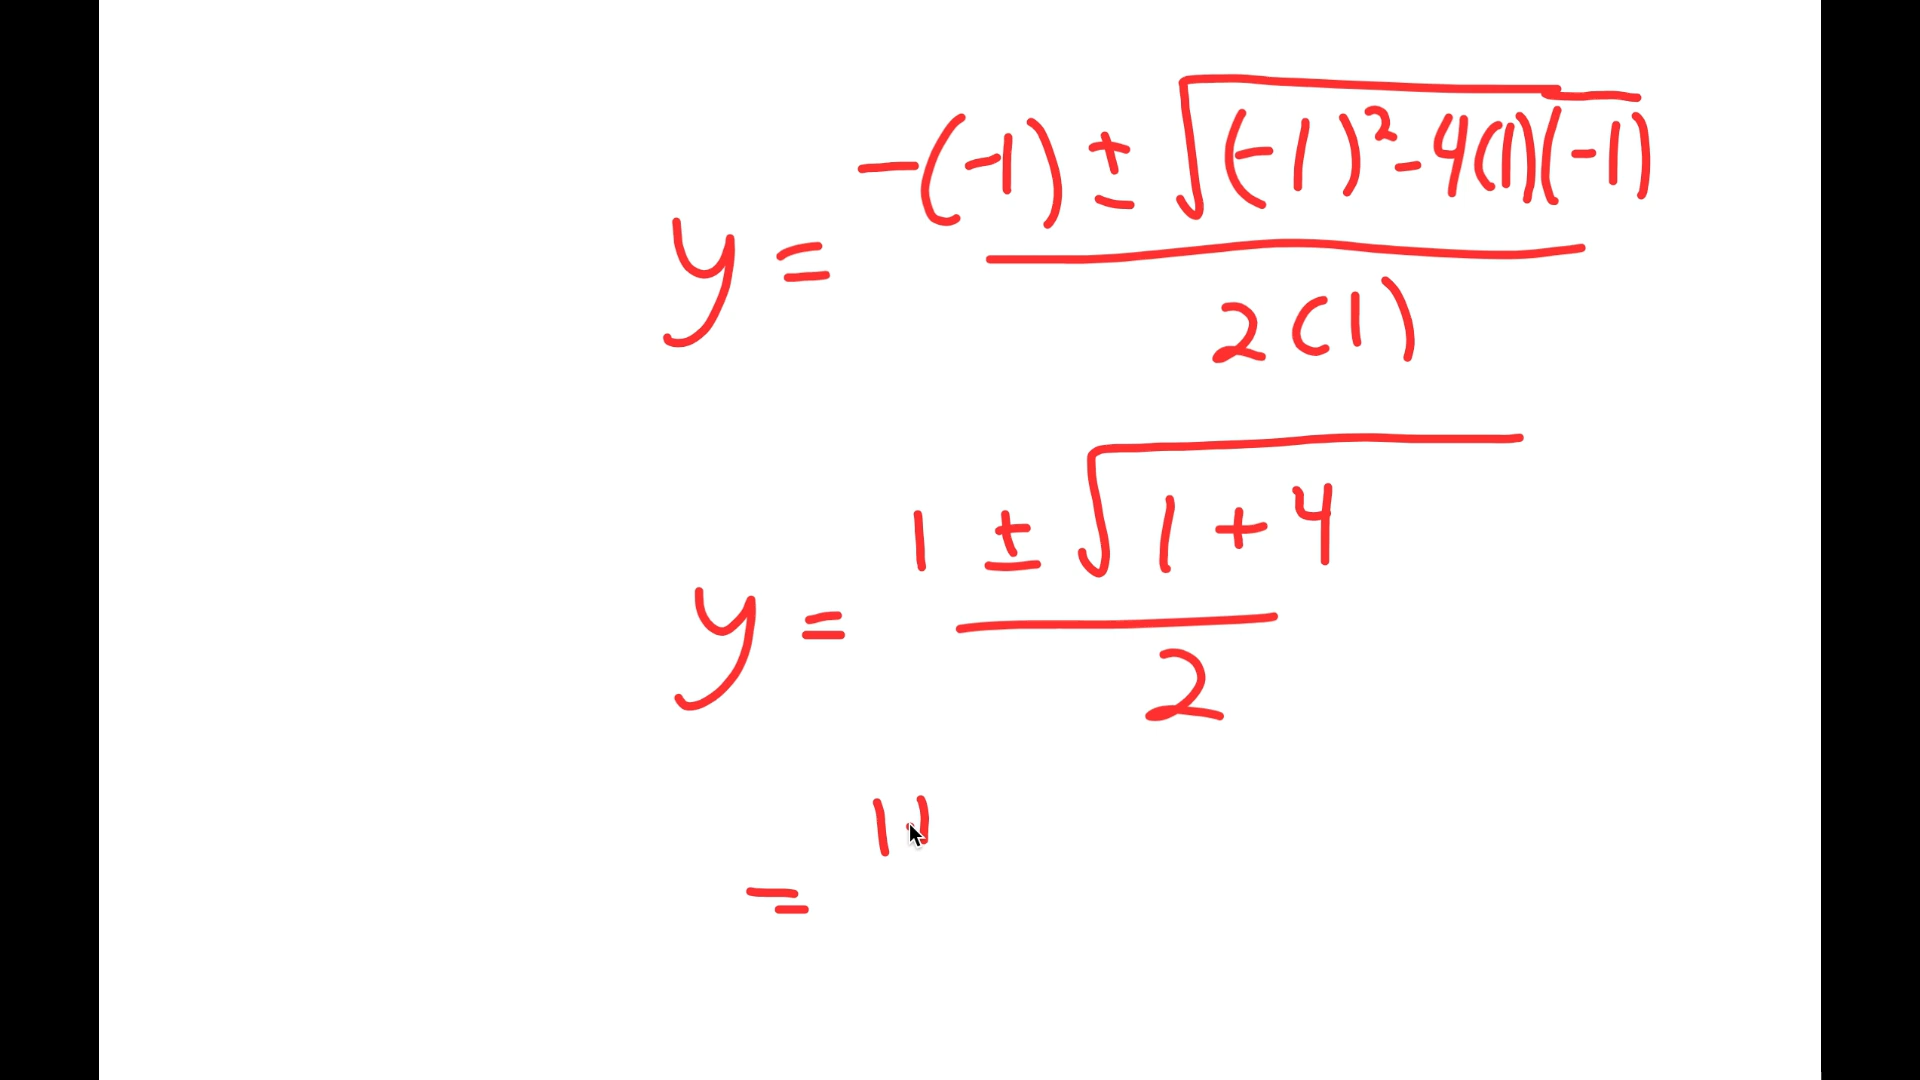 y = -(-1) ± √(-1)² - 4(1)(-1) / 2(1)
y = 1 ± √1 + 4 / 2
= 1